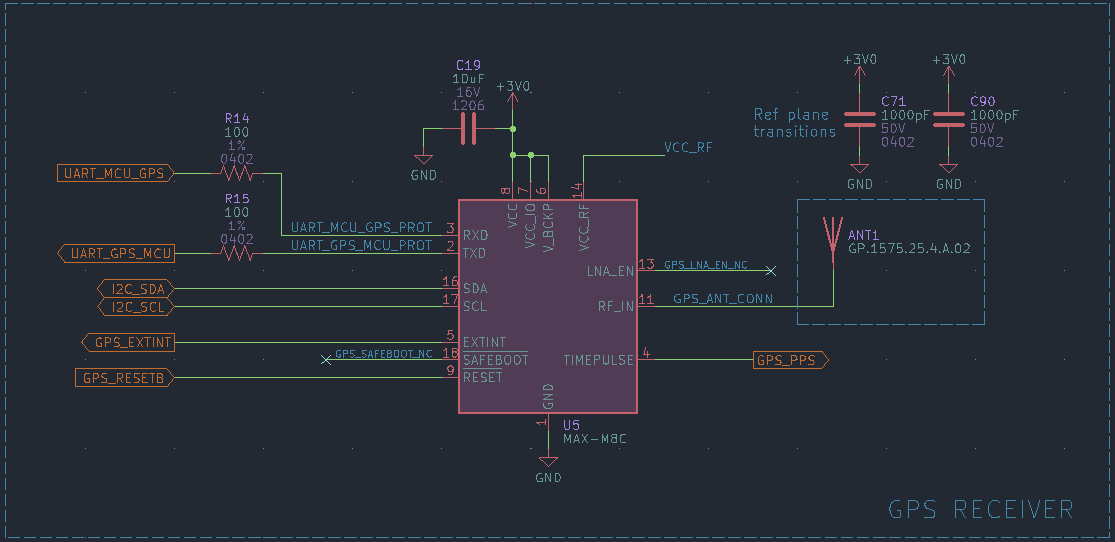 C19
10uF
16V
1206
+3V0
GND
+3V0
C71
1000pF
50V
0402
GND
+3V0
C90
1000pF
50V
0402
GND
Ref plane
transitions
R14
100
1%
0402
UART_MCU_GPS
R15
100
1%
0402
UART_GPS_MCU
UART_MCU_GPS_PROT
UART_GPS_MCU_PROT
I2C_SDA
I2C_SCL
GPS_EXTINT
GPS_SAFEBOOT_NC
GPS_RESETB
VCC_RF
8
7
6
14
VCC
VCC_IO
V_BCKP
VCC_RF
3 RXD
2 TXD
16 SDA
17 SCL
5 EXTINT
18 SAFEBOOT
9 RESET
LNA_EN 13
GPS_LNA_EN_NC
RF_IN 11
GPS_ANT_CONN
TIMEPULSE 4
GPS_PPS
GND
1
U5
MAX-M8C
GND
ANT1
GP.1575.25.4.A.02
GPS RECEIVER